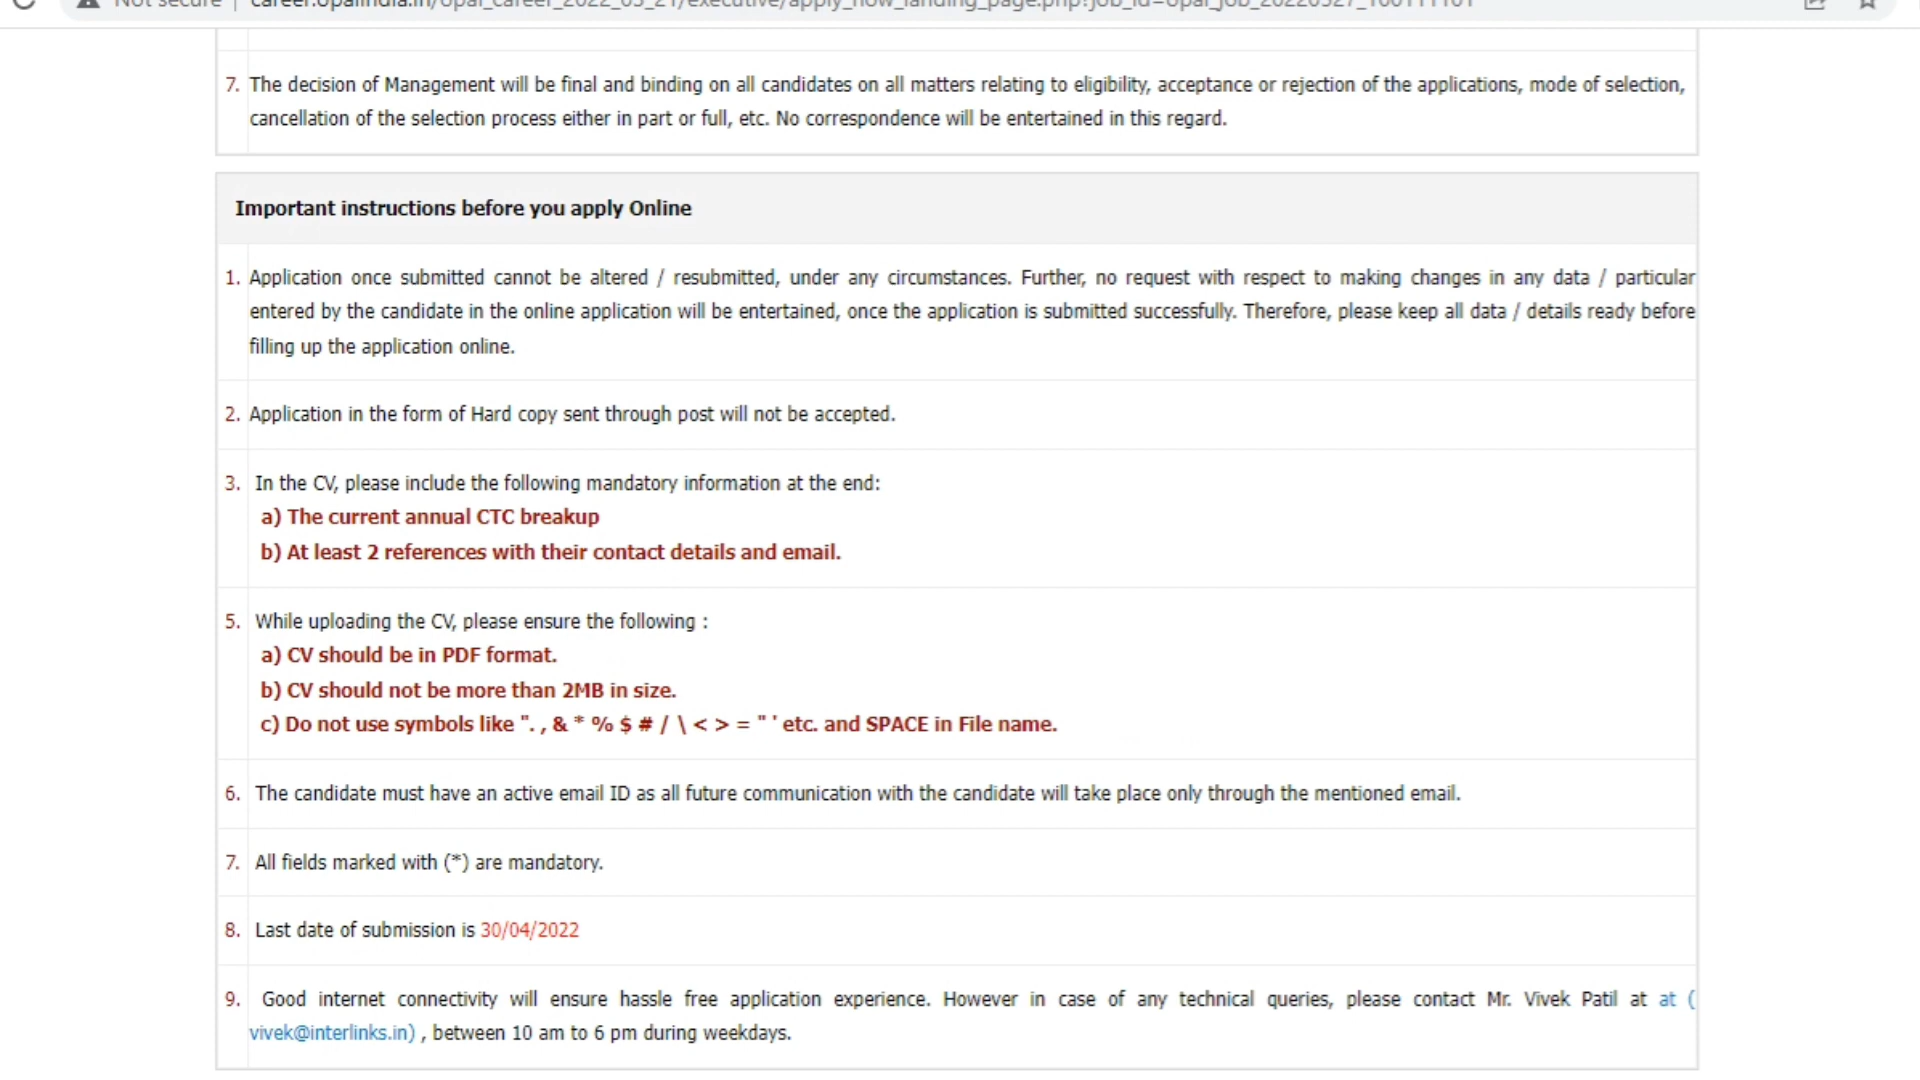 7. The decision of Management will be final and binding on all candidates on all matters relating to eligibility, acceptance or rejection of the applications, mode of selection,
cancellation of the selection process either in part or full, etc. No correspondence will be entertained in this regard.
Important instructions before you apply Online
1. Application once submitted cannot be altered / resubmitted, under any circumstances. Further, no request with respect to making changes in any data / particular
entered by the candidate in the online application will be entertained, once the application is submitted successfully. Therefore, please keep all data / details ready before
filling up the application online.
2. Application in the form of Hard copy sent through post will not be accepted.
3. In the CV, please include the following mandatory information at the end:
a) The current annual CTC breakup
b) At least 2 references with their contact details and email.
5. While uploading the CV, please ensure the following :
a) CV should be in PDF format.
b) CV should not be more than 2MB in size.
c) Do not use symbols like ". , & * % $ # / \ < > = " ' etc. and SPACE in File name.
6. The candidate must have an active email ID as all future communication with the candidate will take place only through the mentioned email.
7. All fields marked with (*) are mandatory.
8. Last date of submission is 30/04/2022
9. Good internet connectivity will ensure hassle free application experience. However in case of any technical queries, please contact Mr. Vivek Patil at at (
vivek@interlinks.in) , between 10 am to 6 pm during weekdays.